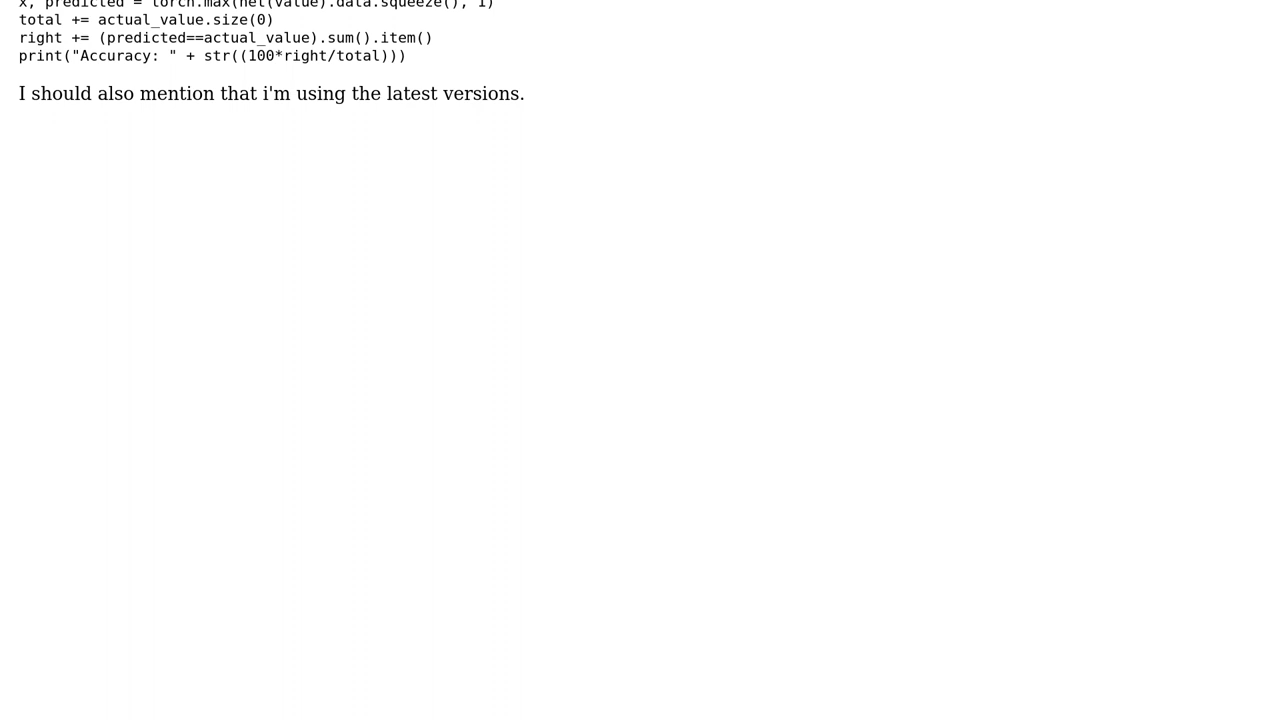 x, predicted = torch.max(net(value).data.squeeze(), 1)
total += actual_value.size(0)
right += (predicted==actual_value).sum().item()
print("Accuracy: " + str((100*right/total)))
I should also mention that i'm using the latest versions.